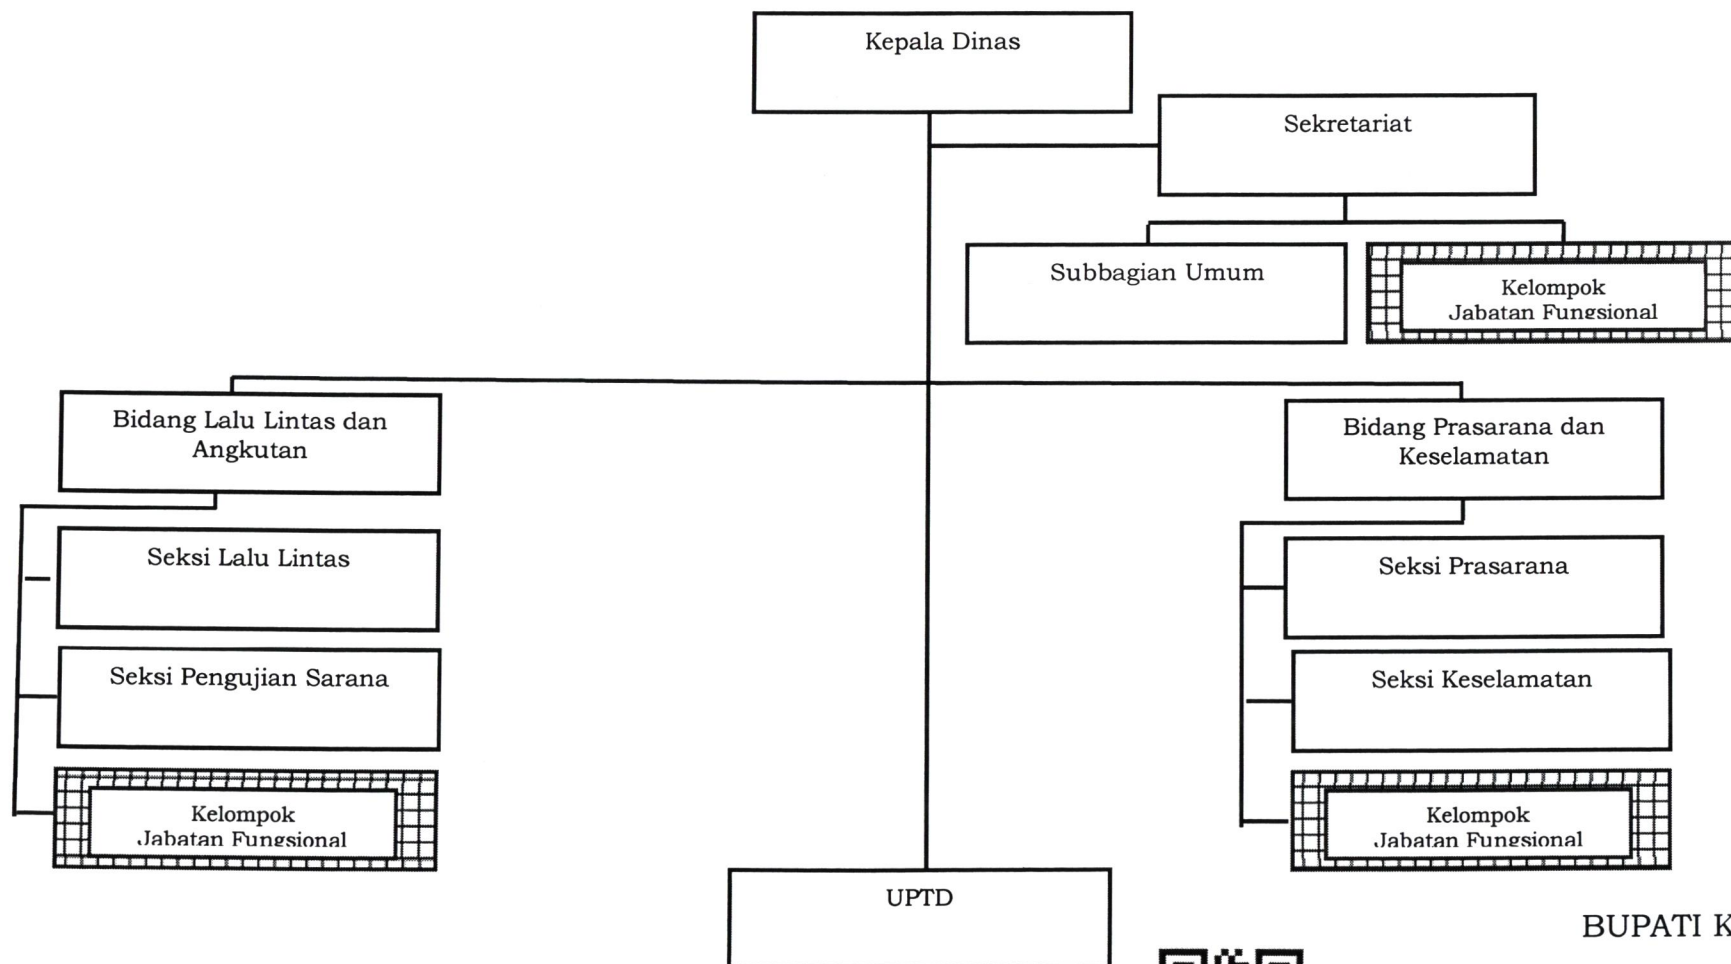 Kepala Dinas
Sekretariat
Subbagian Umum
Kelompok
Jabatan Fungsional
Bidang Lalu Lintas dan
Angkutan
Bidang Prasarana dan
Keselamatan
Seksi Lalu Lintas
Seksi Prasarana
Seksi Pengujian Sarana
Seksi Keselamatan
Kelompok
Jabatan Fungsional
Kelompok
Jabatan Fungsional
UPTD
BUPATI K